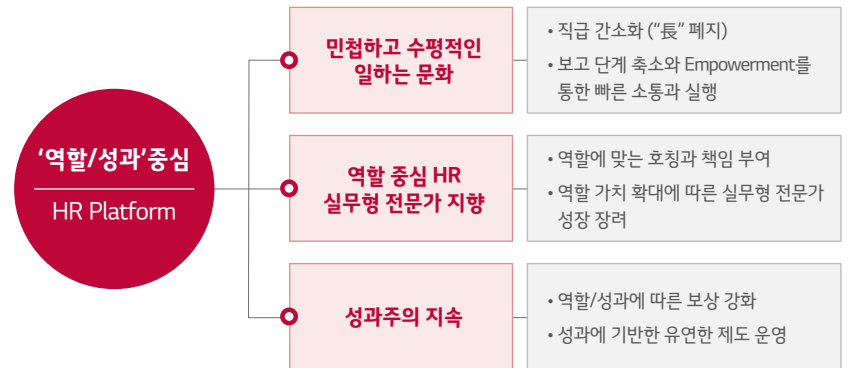 ‘역할/성과’중심
HR Platform
민첩하고 수평적인
일하는 문화
• 직급 간소화 (“長” 폐지)
• 보고 단계 축소와 Empowerment를
통한 빠른 소통과 실행
역할 중심 HR
실무형 전문가 지향
• 역할에 맞는 호칭과 책임 부여
• 역할 가치 확대에 따른 실무형 전문가
성장 장려
성과주의 지속
• 역할/성과에 따른 보상 강화
• 성과에 기반한 유연한 제도 운영